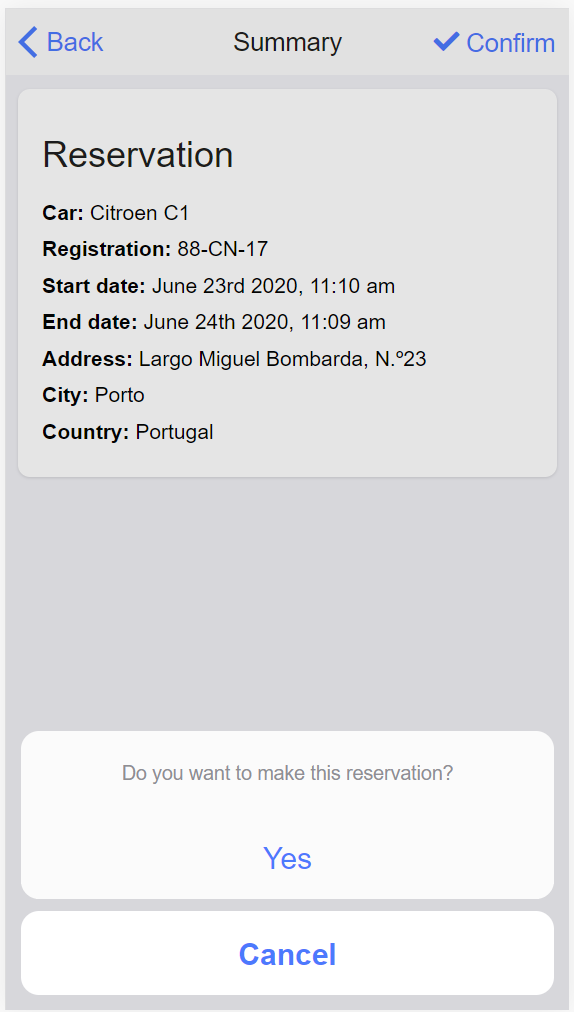 Back Summary Confirm
Reservation
Car: Citroen C1
Registration: 88-CN-17
Start date: June 23rd 2020, 11:10 am
End date: June 24th 2020, 11:09 am
Address: Largo Miguel Bombarda, N.º23
City: Porto
Country: Portugal
Do you want to make this reservation?
Yes
Cancel